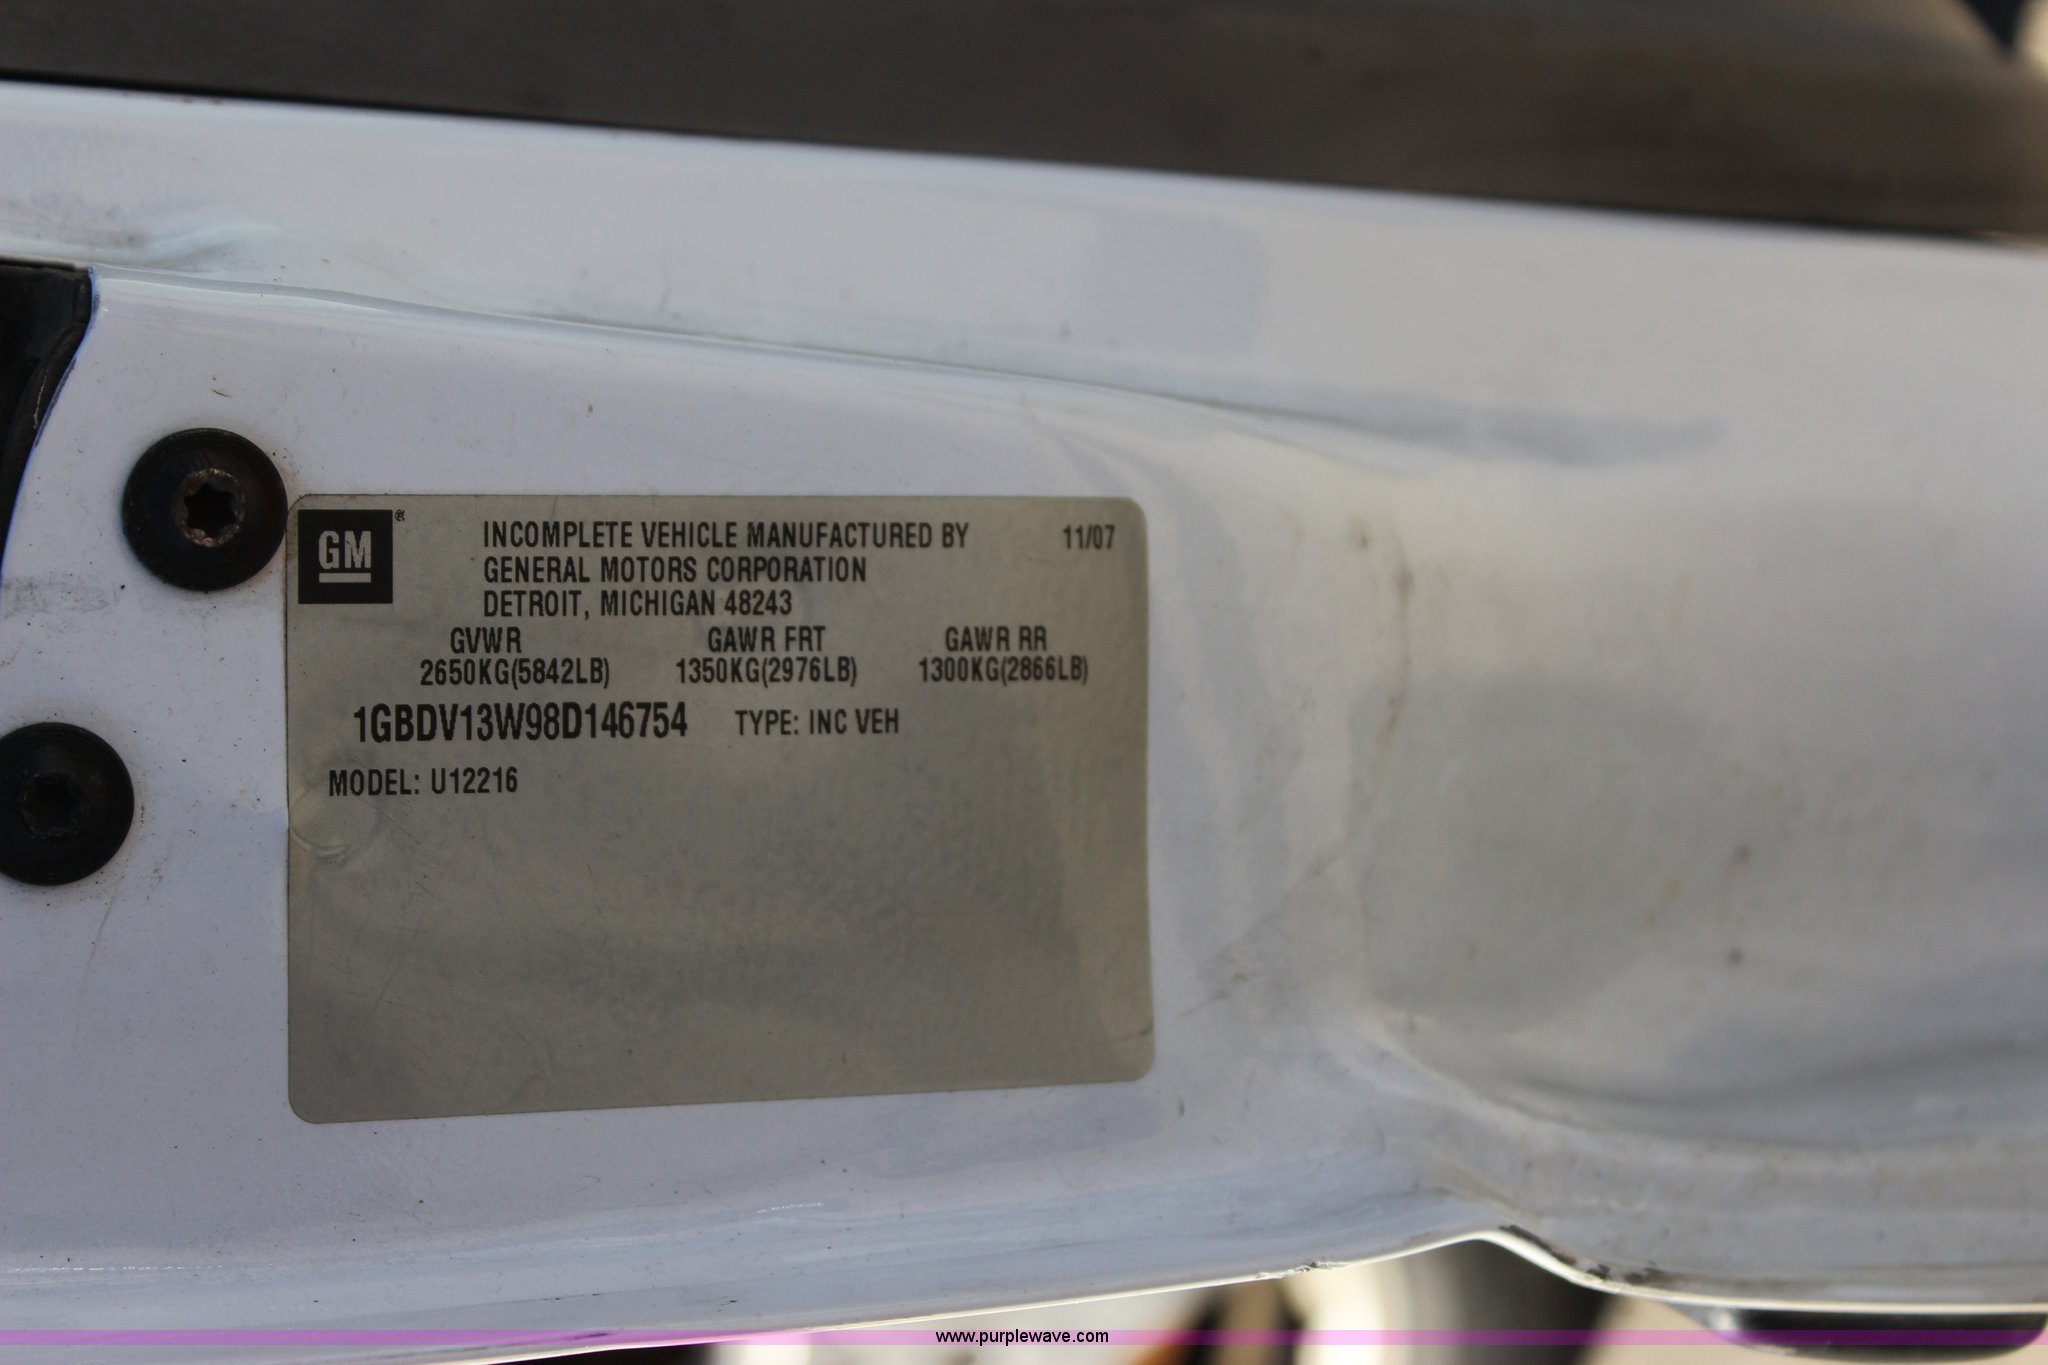 GM®
INCOMPLETE VEHICLE MANUFACTURED BY 11/07
GENERAL MOTORS CORPORATION
DETROIT, MICHIGAN 48243
GVWR GAWR FRT GAWR RR
2650KG(5842LB) 1350KG(2976LB) 1300KG(2866LB)
1GBDV13W98D146754 TYPE: INC VEH
MODEL: U12216
www.purplewave.com